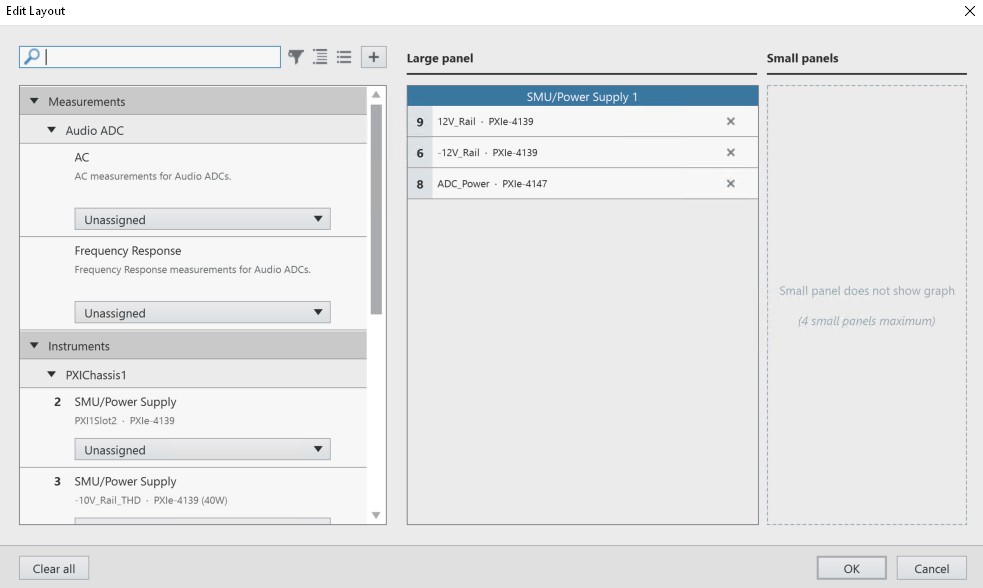 Edit Layout
Large panel
Small panels
Measurements
Audio ADC
AC
AC measurements for Audio ADCs.
Unassigned
Frequency Response
Frequency Response measurements for Audio ADCs.
Unassigned
Instruments
PXIChassis1
2 SMU/Power Supply
PXI1Slot2 · PXIe-4139
Unassigned
3 SMU/Power Supply
-10V_Rail_THD · PXIe-4139 (40W)
SMU/Power Supply 1
9 12V_Rail · PXIe-4139
6 -12V_Rail · PXIe-4139
8 ADC_Power · PXIe-4147
Small panel does not show graph
(4 small panels maximum)
Clear all
OK
Cancel